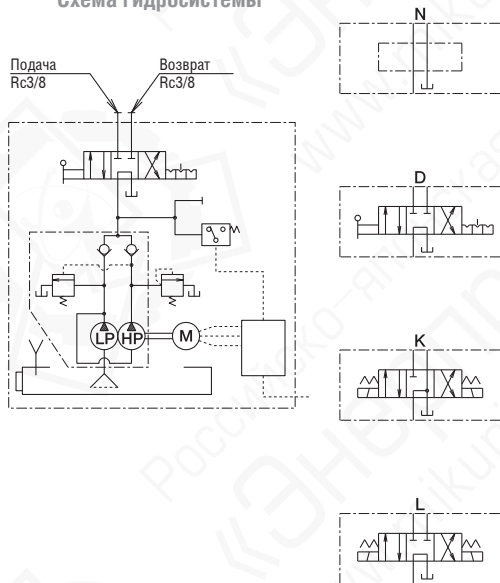 Схема гидросистемы
Подача
Rc3/8
Возврат
Rc3/8
N
D
LP
HP
M
K
L